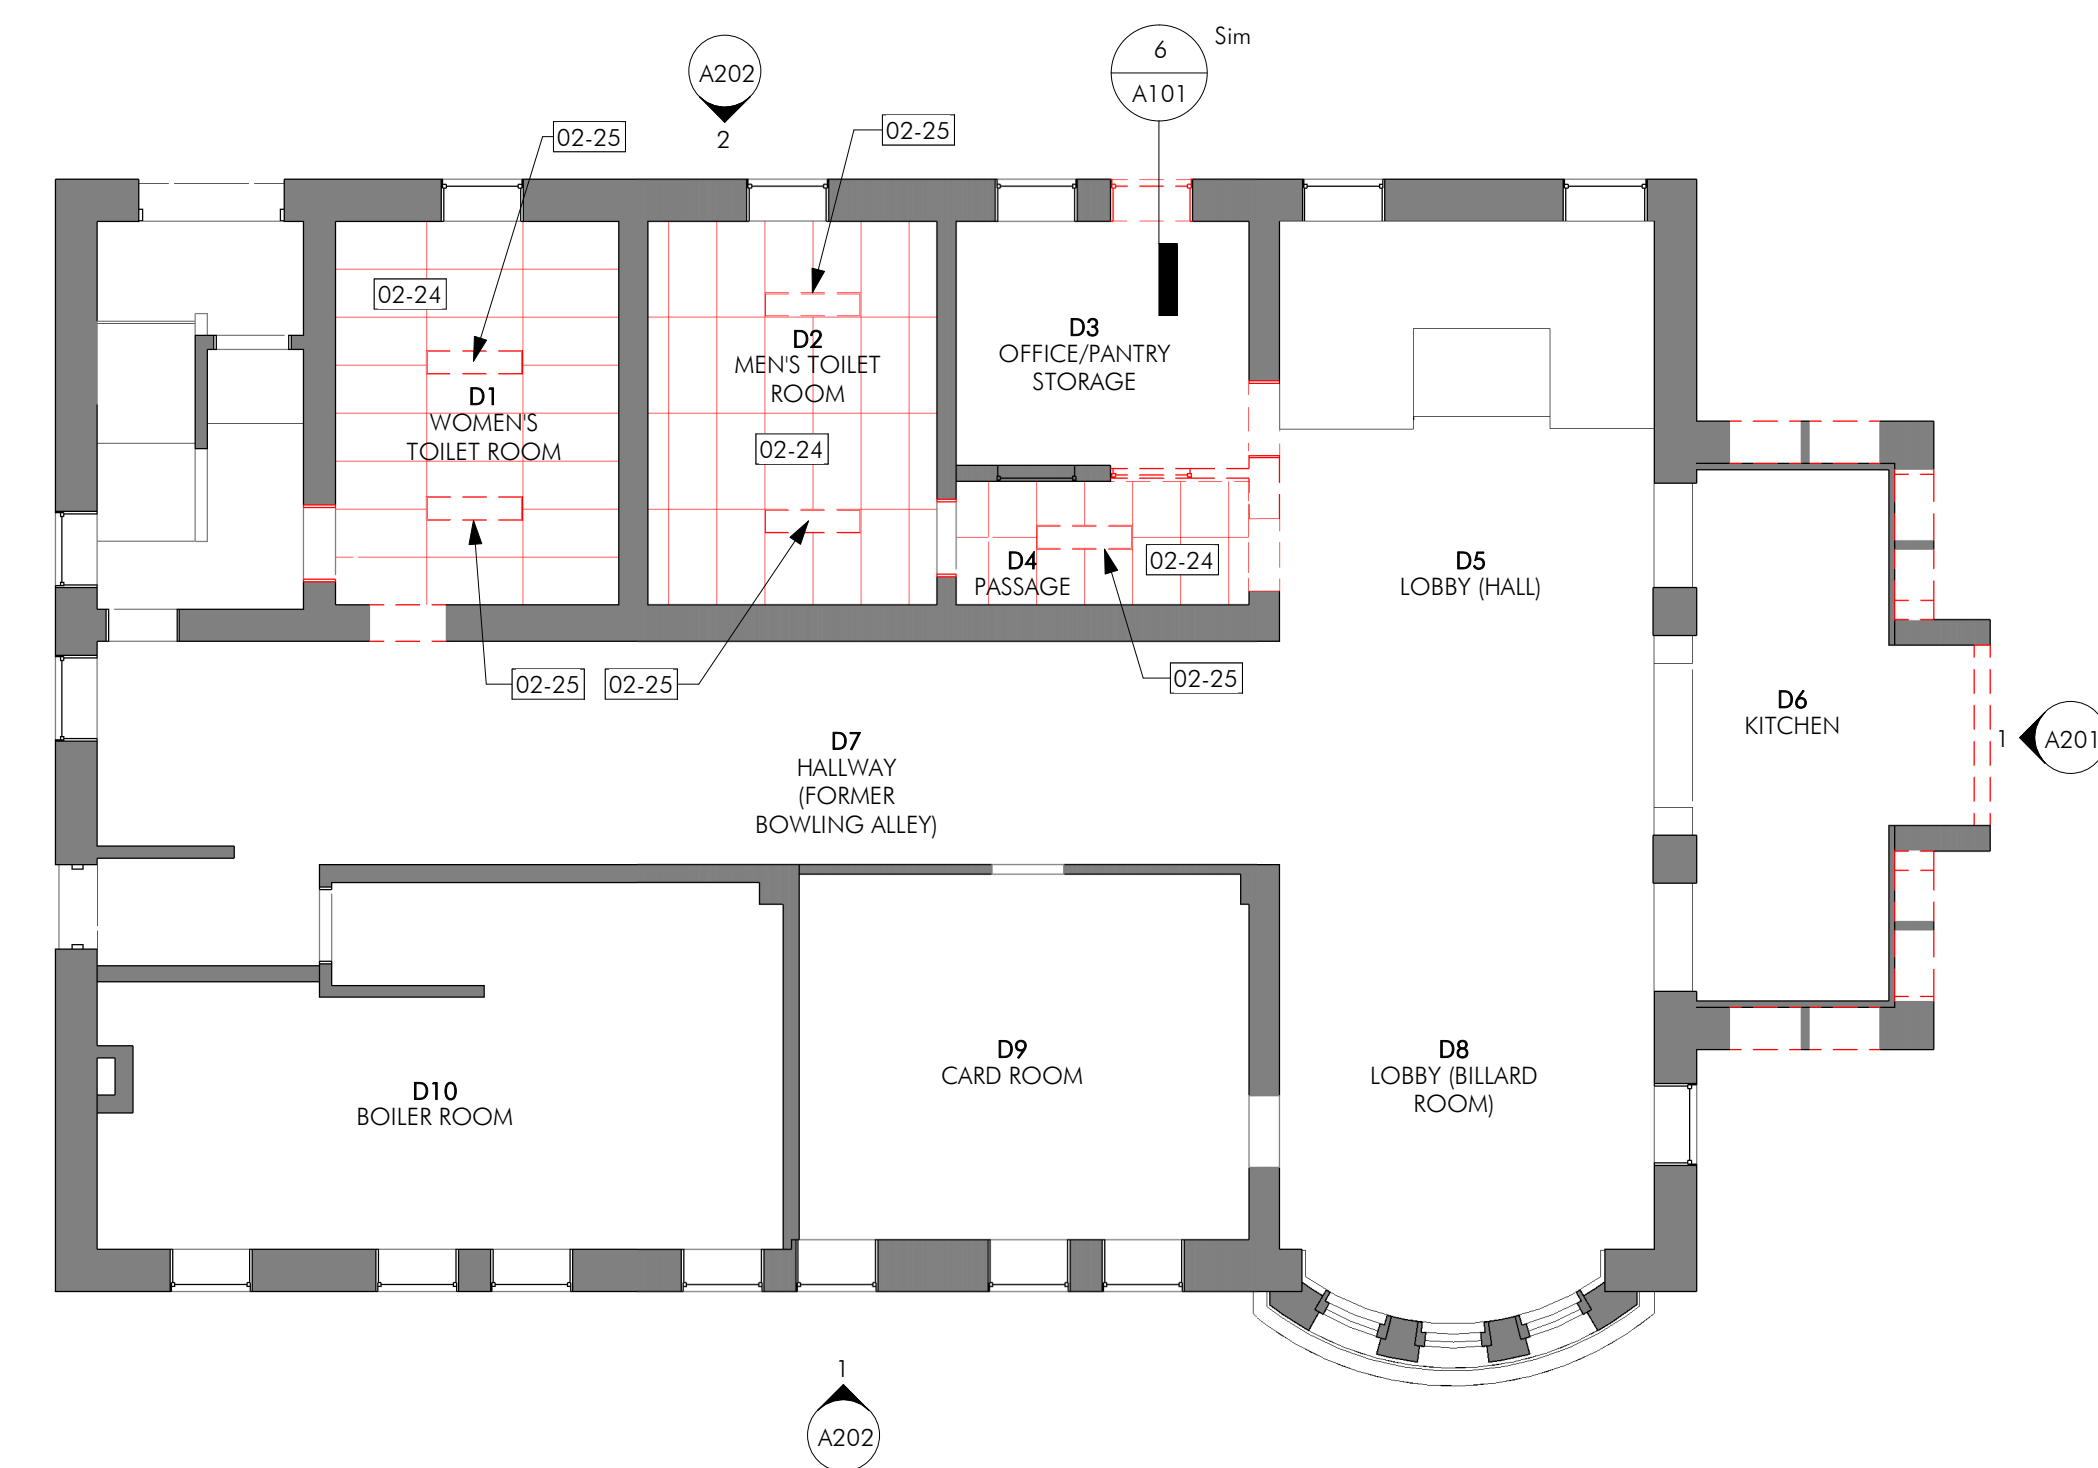 6
Sim
A101
A202
2
02-25
02-25
02-24
D1
WOMEN'S
TOILET ROOM
D2
MEN'S TOILET
ROOM
02-24
D3
OFFICE/PANTRY
STORAGE
D4
PASSAGE
02-24
D5
LOBBY (HALL)
02-25
02-25
02-25
D6
KITCHEN
1
A201
D7
HALLWAY
(FORMER
BOWLING ALLEY)
D8
LOBBY (BILLARD
ROOM)
D9
CARD ROOM
D10
BOILER ROOM
1
A202